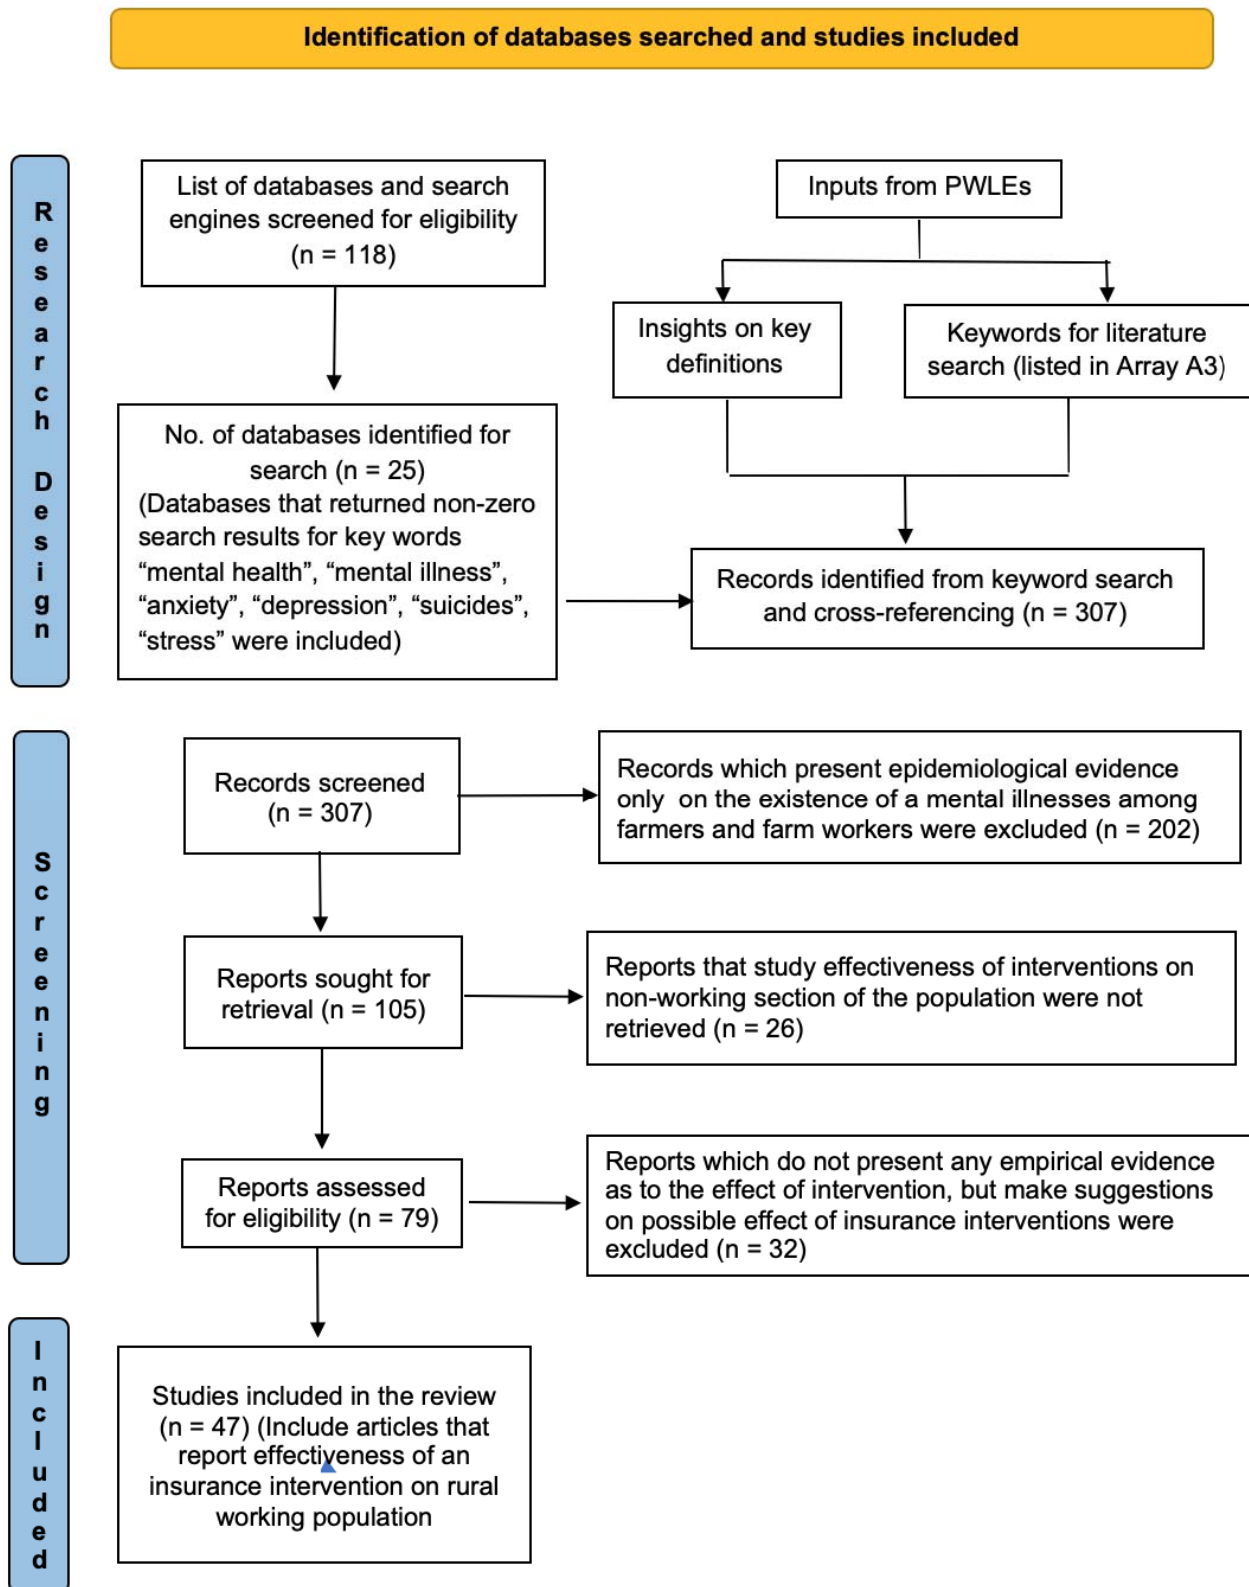 Identification of databases searched and studies included
Research Design
List of databases and search
engines screened for eligibility
(n = 118)
Inputs from PWLEs
Insights on key
definitions
Keywords for literature
search (listed in Array A3)
No. of databases identified for
search (n = 25)
(Databases that returned non-zero
search results for key words
“mental health”, “mental illness”,
“anxiety”, “depression”, “suicides”,
“stress” were included)
Records identified from keyword search
and cross-referencing (n = 307)
Screening
Records screened
(n = 307)
Records which present epidemiological evidence
only on the existence of a mental illnesses among
farmers and farm workers were excluded (n = 202)
Reports sought for
retrieval (n = 105)
Reports that study effectiveness of interventions on
non-working section of the population were not
retrieved (n = 26)
Reports assessed
for eligibility (n = 79)
Reports which do not present any empirical evidence
as to the effect of intervention, but make suggestions
on possible effect of insurance interventions were
excluded (n = 32)
Included
Studies included in the review
(n = 47) (Include articles that
report effectiveness of an
insurance intervention on rural
working population